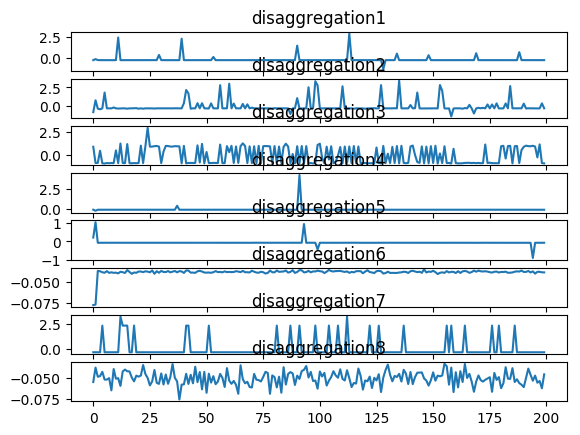 disaggregation1
2.5
0.0
disaggregation2
2.5
0.0
disaggregation3
2.5
0.0
disaggregation4
2.5
0.0
disaggregation5
1
0
−1
disaggregation6
−0.050
−0.075
disaggregation7
2.5
0.0
disaggregation8
−0.050
−0.075
0 25 50 75 100 125 150 175 200